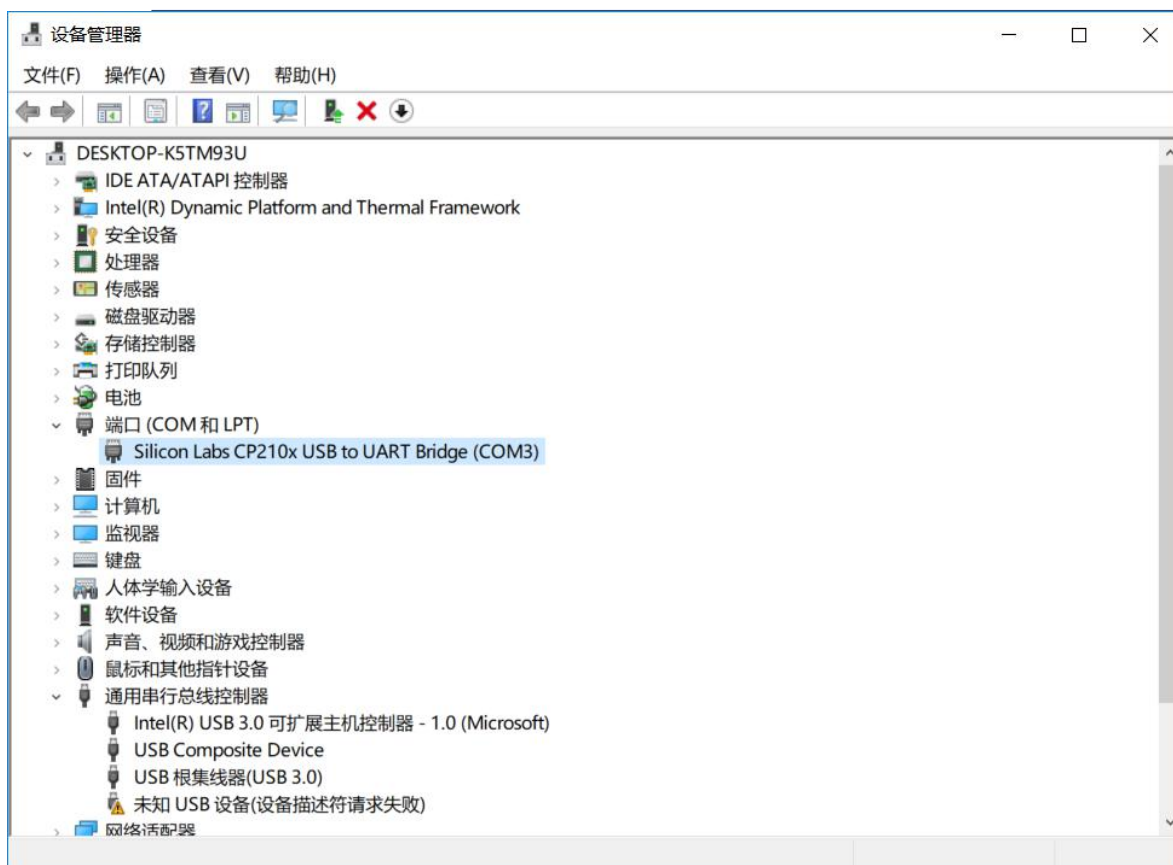 设备管理器
文件(F) 操作(A) 查看(V) 帮助(H)
DESKTOP-K5TM93U
IDE ATA/ATAPI 控制器
Intel(R) Dynamic Platform and Thermal Framework
安全设备
处理器
传感器
磁盘驱动器
存储控制器
打印队列
电池
端口 (COM 和 LPT)
Silicon Labs CP210x USB to UART Bridge (COM3)
固件
计算机
监视器
键盘
人体学输入设备
软件设备
声音、视频和游戏控制器
鼠标和其他指针设备
通用串行总线控制器
Intel(R) USB 3.0 可扩展主机控制器 - 1.0 (Microsoft)
USB Composite Device
USB 根集线器(USB 3.0)
未知 USB 设备(设备描述符请求失败)
网络适配器